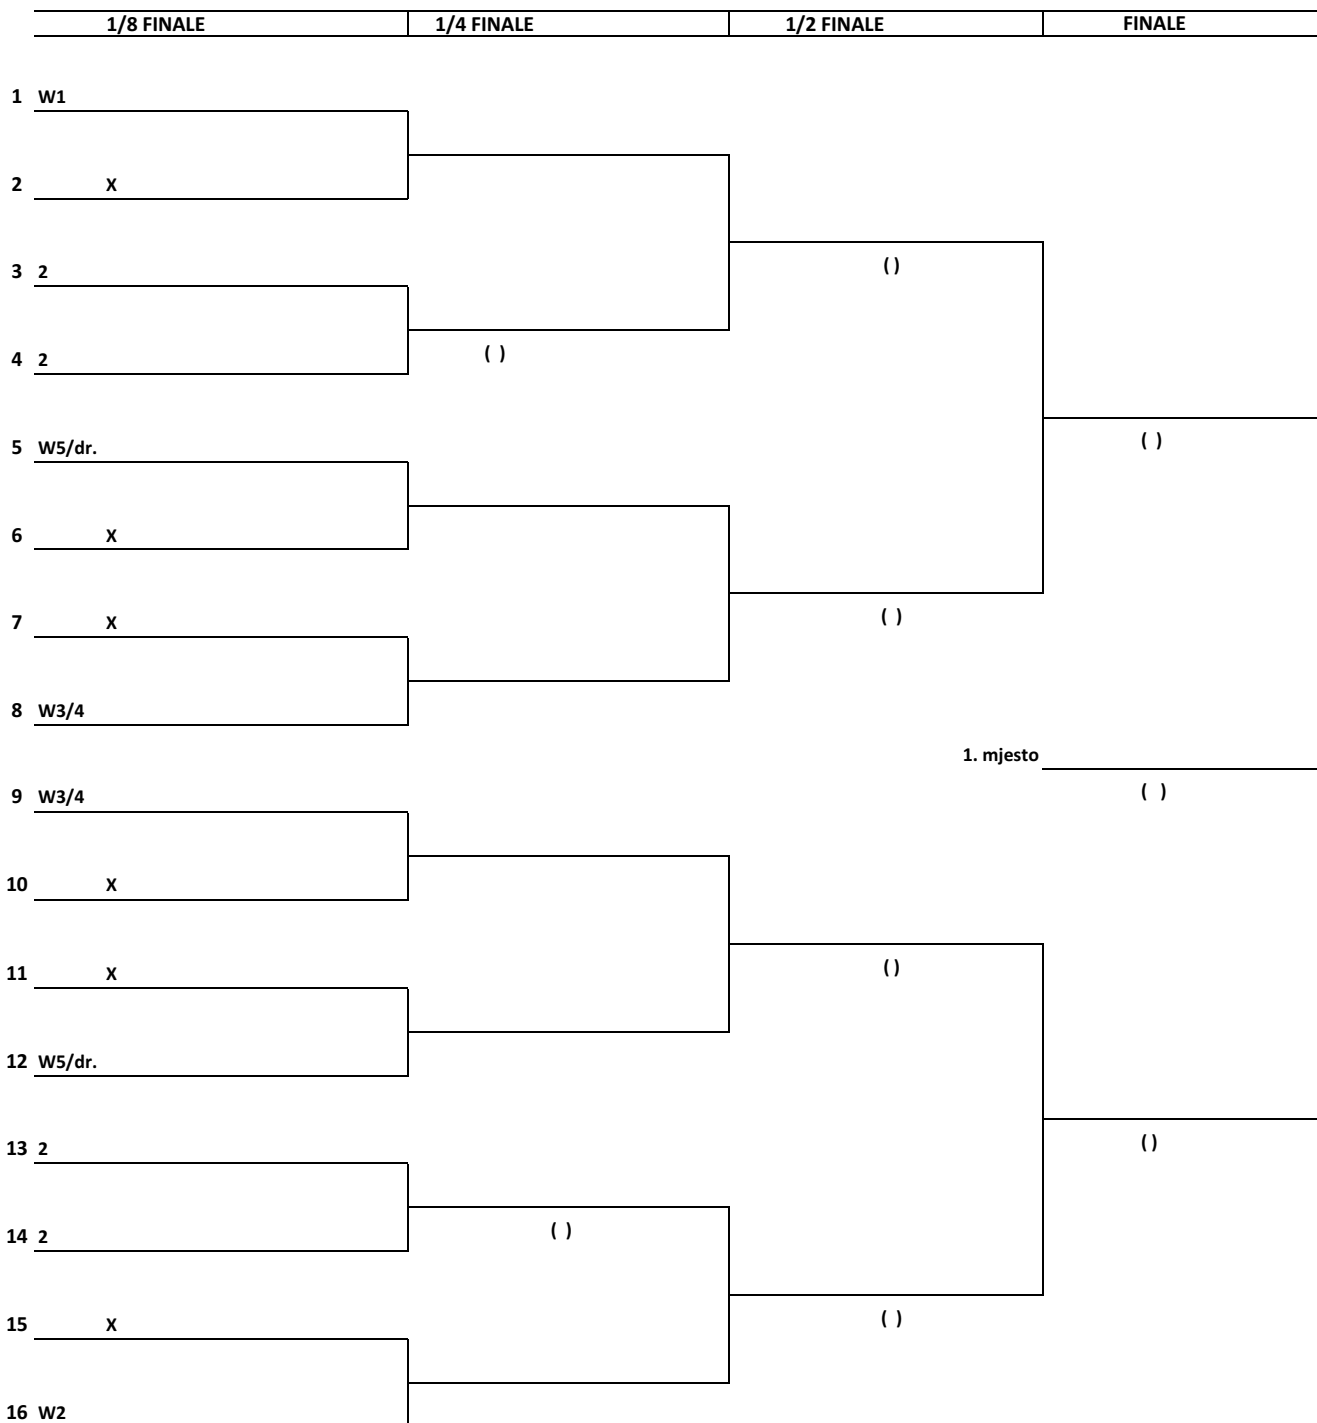 1/8 FINALE 1/4 FINALE 1/2 FINALE FINALE
1 W1
2 X
( )
3 2
( )
4 2
( )
5 W5/dr.
6 X
( )
7 X
8 W3/4
1. mjesto
( )
9 W3/4
10 X
( )
11 X
12 W5/dr.
( )
13 2
( )
14 2
( )
15 X
16 W2